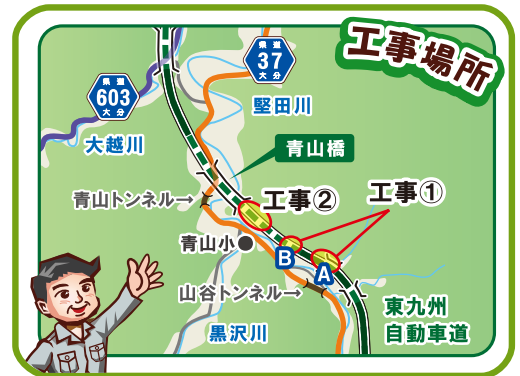 工事場所
県道
37
大分
県道
603
大分
堅田川
大越川
青山橋
青山トンネル→
工事②
工事①
青山小
B
A
山谷トンネル→
黒沢川
東九州
自動車道